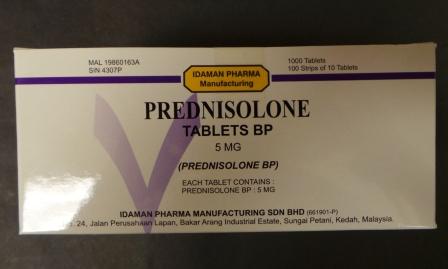 MAL 19860163A
SIN 4307P
IDAMAN PHARMA
Manufacturing
1000 Tablets
100 Strips of 10 Tablets
PREDNISOLONE
TABLETS BP
5 MG
(PREDNISOLONE BP)
EACH TABLET CONTAINS :
PREDNISOLONE BP : 5 MG
IDAMAN PHARMA MANUFACTURING SDN BHD (661901-P)
24, Jalan Perusahaan Lapan, Bakar Arang Industrial Estate, Sungai Petani, Kedah, Malaysia.